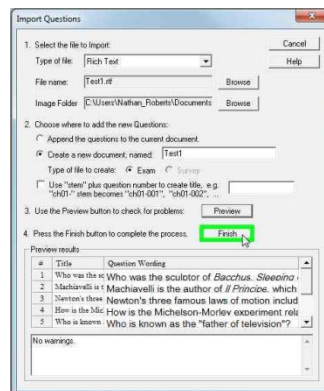 Import Questions
1. Select the file to Import: Cancel
Type of file: Rich Text Help
File name: Test1.rtf Browse
Image Folder C:\Users\Nathan_Roberts\Documents Browse
2. Choose where to add the new Questions:
Append the questions to the current document.
Create a new document, named: Test1
Type of file to create: Exam Survey
Use "stem" plus question number to create title, e.g.
"ch01-" stem becomes "ch01-001", "ch01-002", ...
3. Use the Preview button to check for problems: Preview
4. Press the Finish button to complete the process. Finish
Preview results
# Title Question Wording
1 Who was the sc Who was the sculptor of Bacchus, Sleeping
2 Machiavelli is t Machiavelli is the author of Il Principe, which
3 Newton's three Newton's three famous laws of motion includ
4 How is the Mic How is the Michelson-Morley experiment rela
5 Who is known Who is known as the "father of television"?
No warnings.